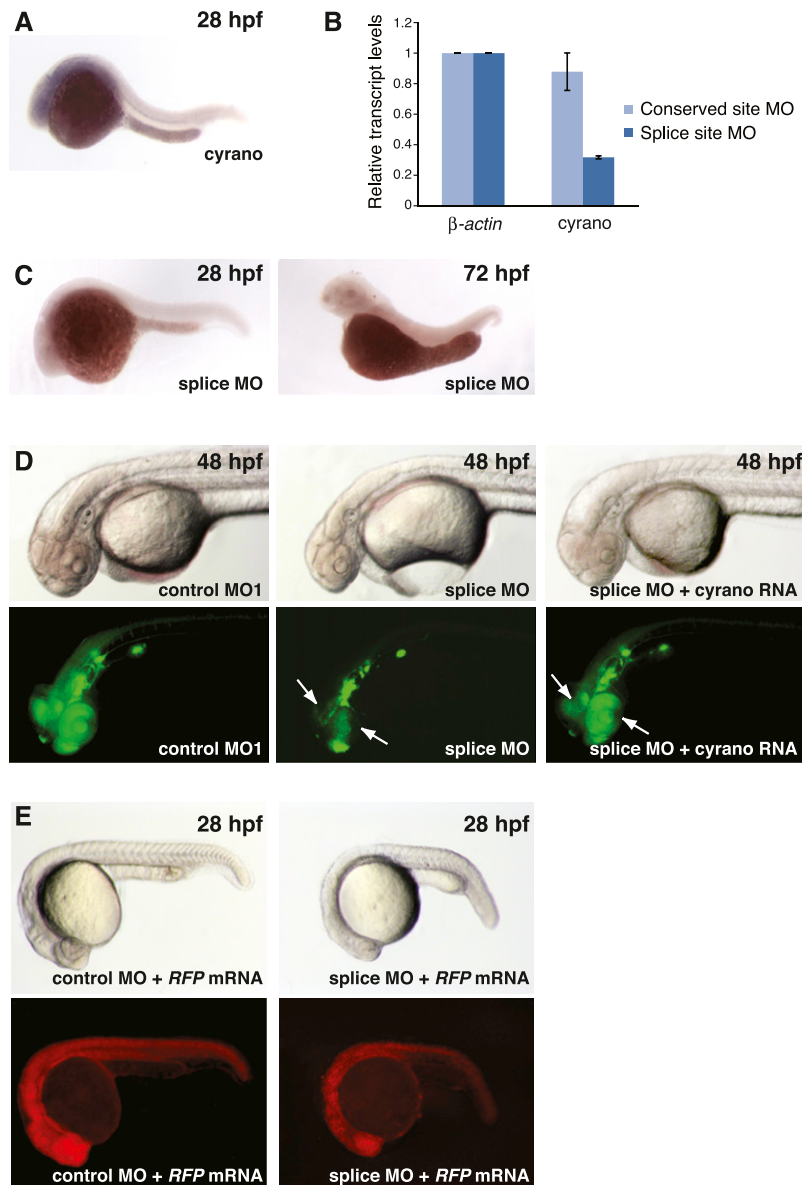 A
28 hpf
cyrano
B
Relative transcript levels
1.2
1
0.8
0.6
0.4
0.2
0
β-actin
cyrano
Conserved site MO
Splice site MO
C
28 hpf
splice MO
72 hpf
splice MO
D
48 hpf
control MO1
48 hpf
splice MO
48 hpf
splice MO + cyrano RNA
control MO1
splice MO
splice MO + cyrano RNA
E
28 hpf
control MO + RFP mRNA
28 hpf
splice MO + RFP mRNA
control MO + RFP mRNA
splice MO + RFP mRNA